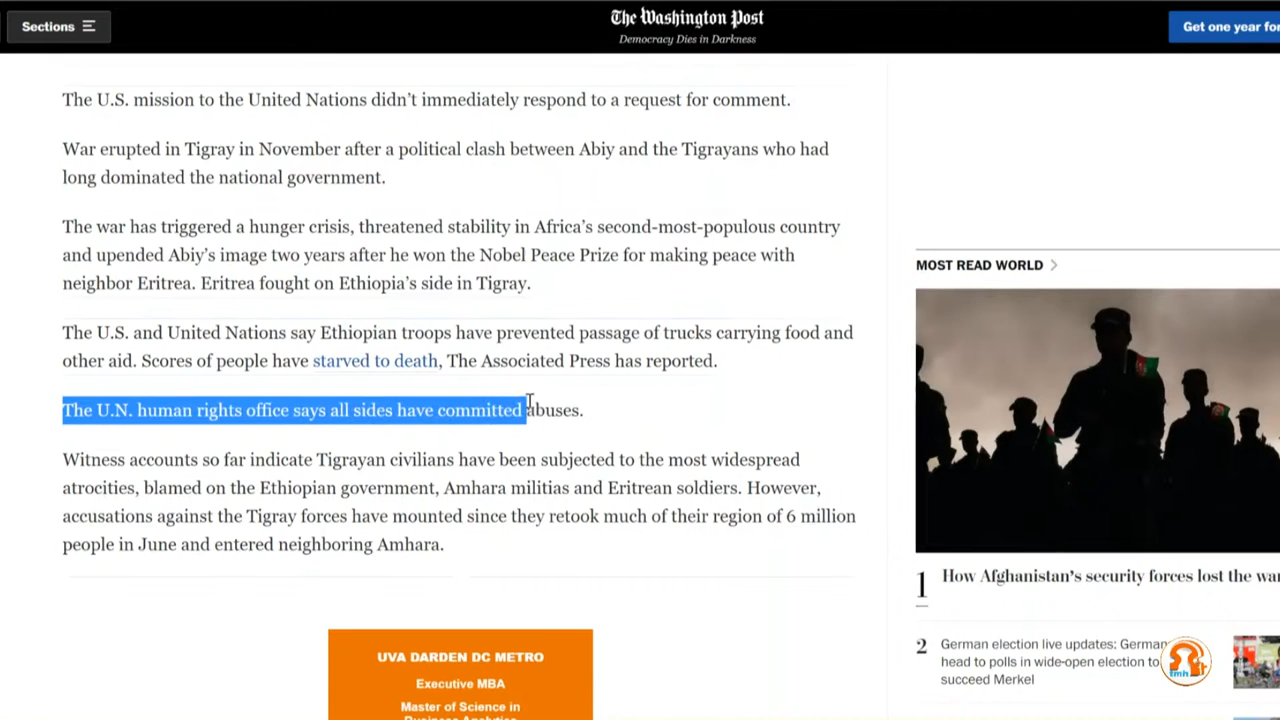 Sections
The Washington Post
Democracy Dies in Darkness
Get one year for
The U.S. mission to the United Nations didn’t immediately respond to a request for comment.
War erupted in Tigray in November after a political clash between Abiy and the Tigrayans who had
long dominated the national government.
The war has triggered a hunger crisis, threatened stability in Africa’s second-most-populous country
and upended Abiy’s image two years after he won the Nobel Peace Prize for making peace with
neighbor Eritrea. Eritrea fought on Ethiopia’s side in Tigray.
The U.S. and United Nations say Ethiopian troops have prevented passage of trucks carrying food and
other aid. Scores of people have starved to death, The Associated Press has reported.
The U.N. human rights office says all sides have committed abuses.
Witness accounts so far indicate Tigrayan civilians have been subjected to the most widespread
atrocities, blamed on the Ethiopian government, Amhara militias and Eritrean soldiers. However,
accusations against the Tigray forces have mounted since they retook much of their region of 6 million
people in June and entered neighboring Amhara.
UVA DARDEN DC METRO
Executive MBA
Master of Science in
Business Analytics
MOST READ WORLD
1 How Afghanistan’s security forces lost the war
2 German election live updates: German
head to polls in wide-open election to
succeed Merkel
tmh